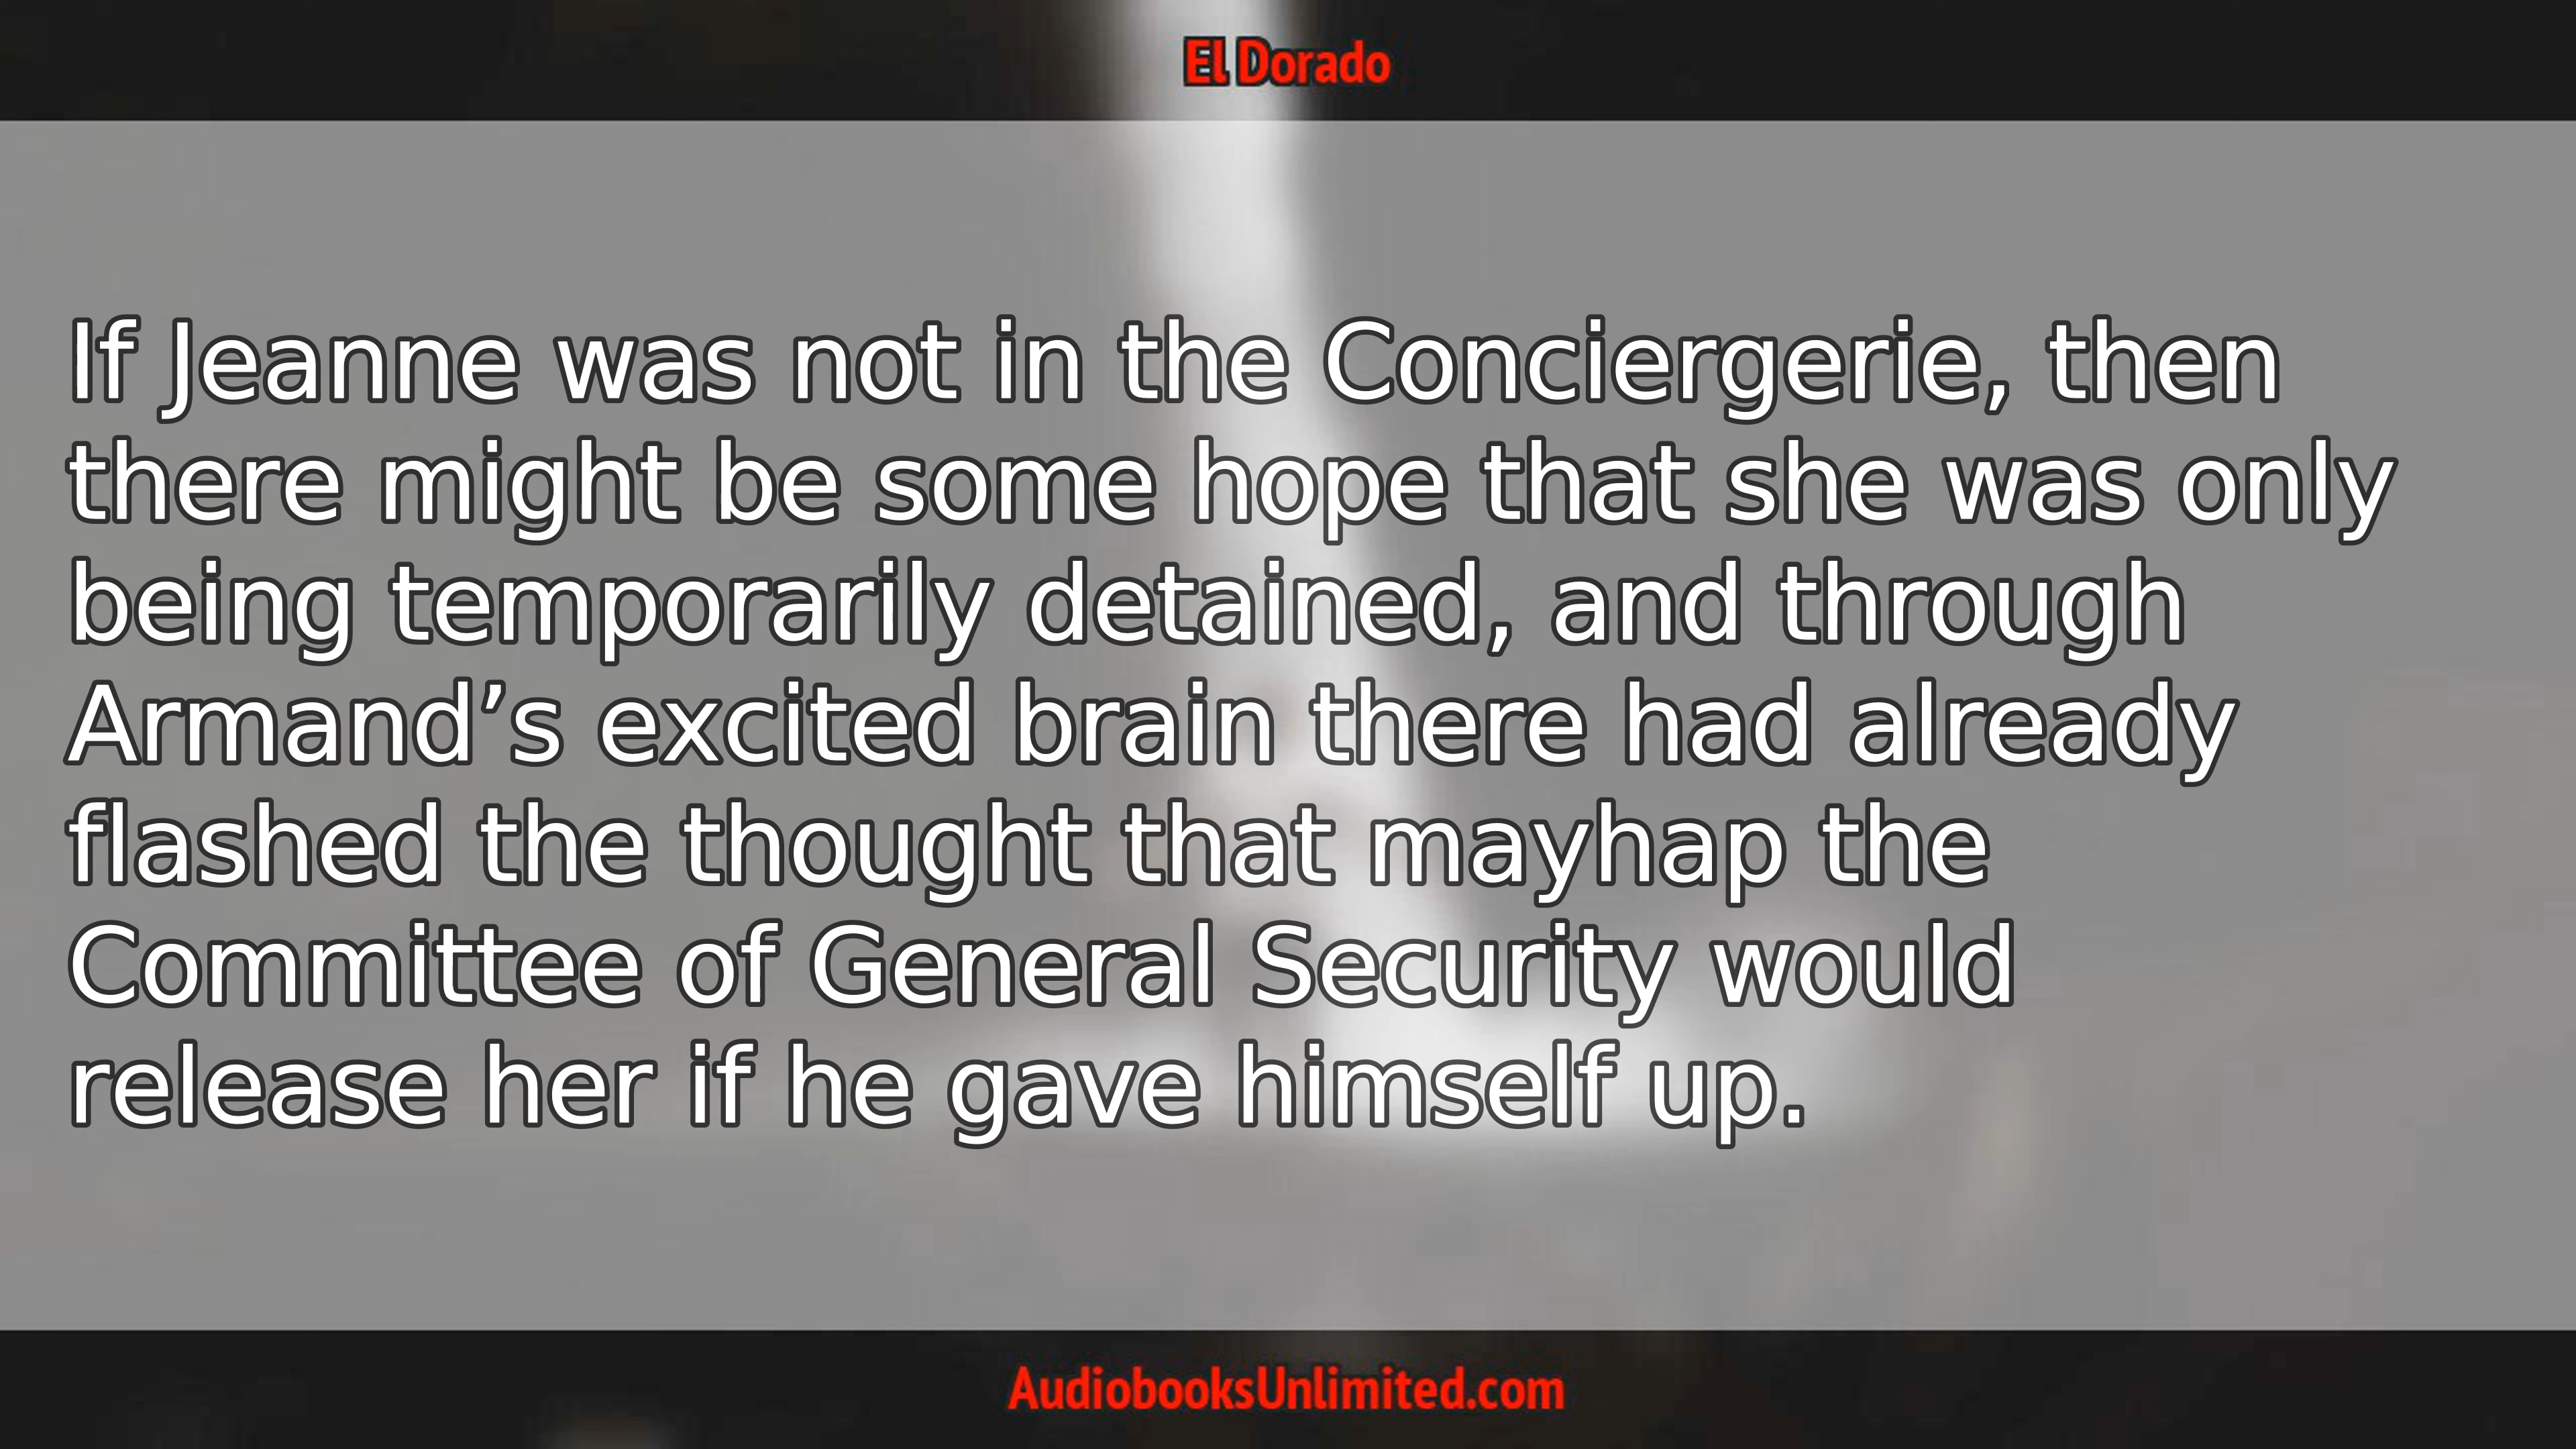 El Dorado
If Jeanne was not in the Conciergerie, then
there might be some hope that she was only
being temporarily detained, and through
Armand’s excited brain there had already
flashed the thought that mayhap the
Committee of General Security would
release her if he gave himself up.
AudiobooksUnlimited.com